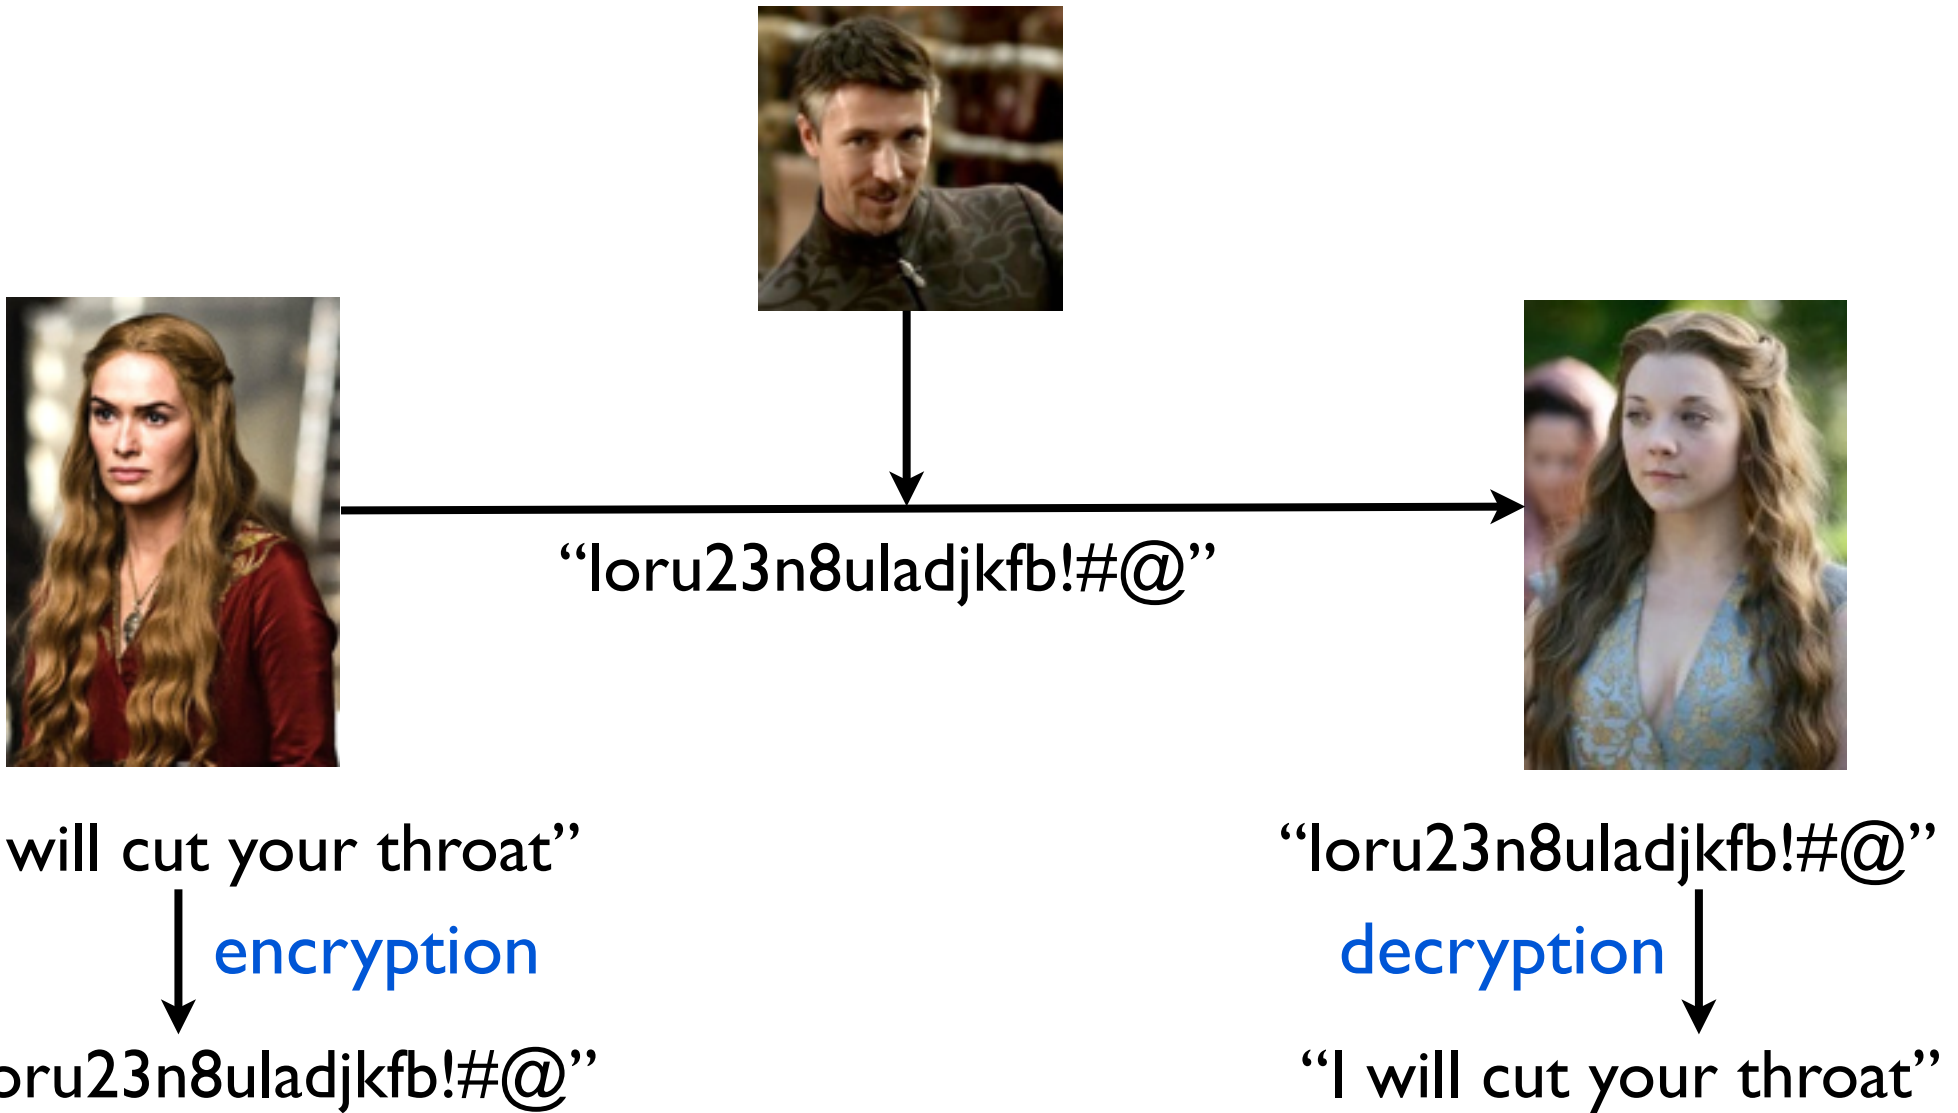 “loru23n8uladjkfb!#@”
will cut your throat”
“loru23n8uladjkfb!#@”
encryption
decryption
oru23n8uladjkfb!#@”
“I will cut your throat”